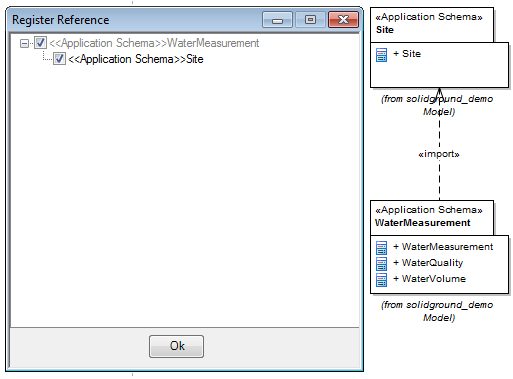 Register Reference
<<Application Schema>>WaterMeasurement
<<Application Schema>>Site
Ok
«Application Schema»
Site
+ Site
(from solidground_demo
Model)
«import»
«Application Schema»
WaterMeasurement
+ WaterMeasurement
+ WaterQuality
+ WaterVolume
(from solidground_demo
Model)